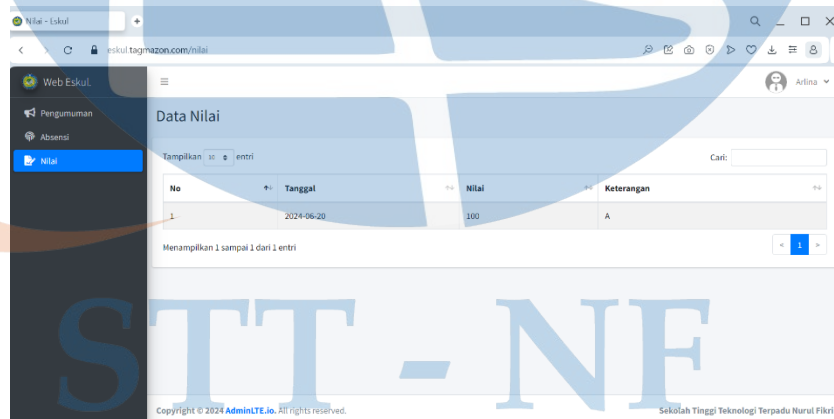 Nilai - Eskul
eskul.tagmazon.com/nilai
Web Eskul.
Arlina
Pengumuman
Absensi
Nilai
Data Nilai
Tampilkan 10 entri
Cari:
No Tanggal Nilai Keterangan
1 2024-06-20 100 A
Menampilkan 1 sampai 1 dari 1 entri
< 1 >
STT - NF
Copyright © 2024 AdminLTE.io. All rights reserved.
Sekolah Tinggi Teknologi Terpadu Nurul Fikri